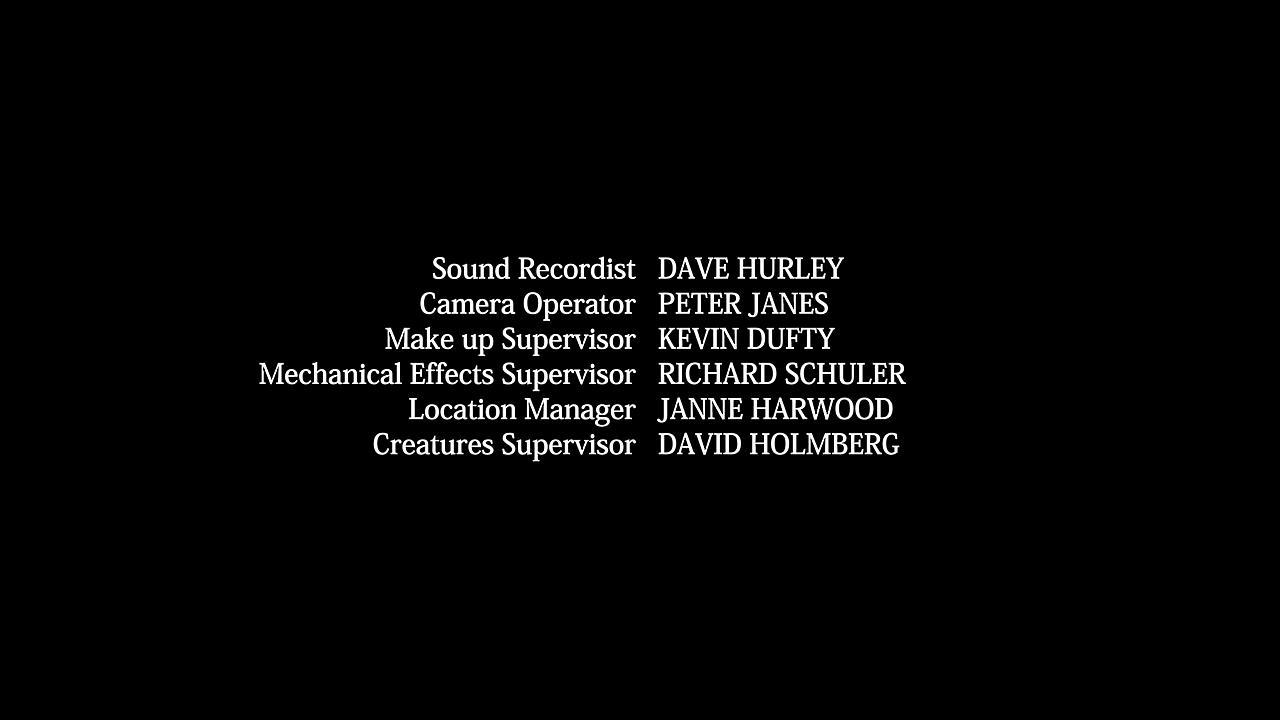 Sound Recordist DAVE HURLEY
Camera Operator PETER JANES
Make up Supervisor KEVIN DUFTY
Mechanical Effects Supervisor RICHARD SCHULER
Location Manager JANNE HARWOOD
Creatures Supervisor DAVID HOLMBERG